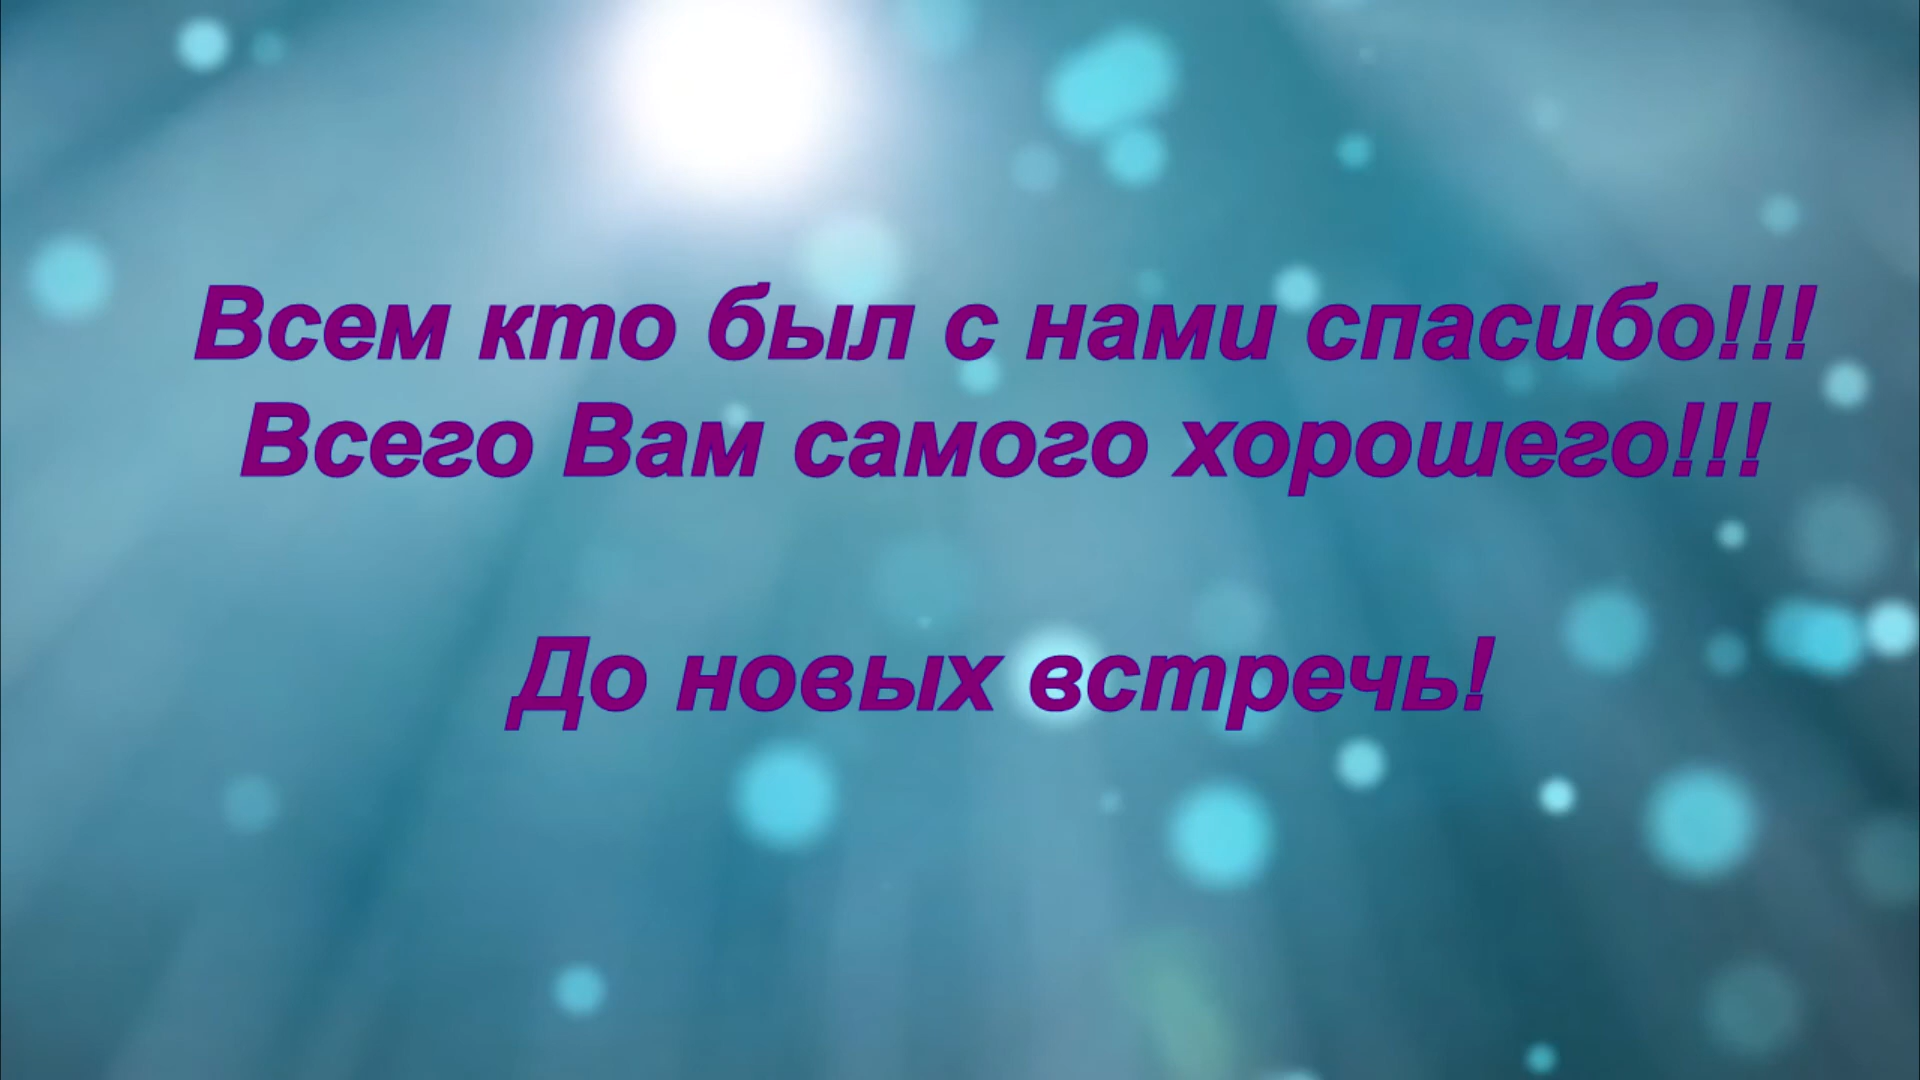 Всем кто был с нами спасибо!!!
Всего Вам самого хорошего!!!
До новых встречь!